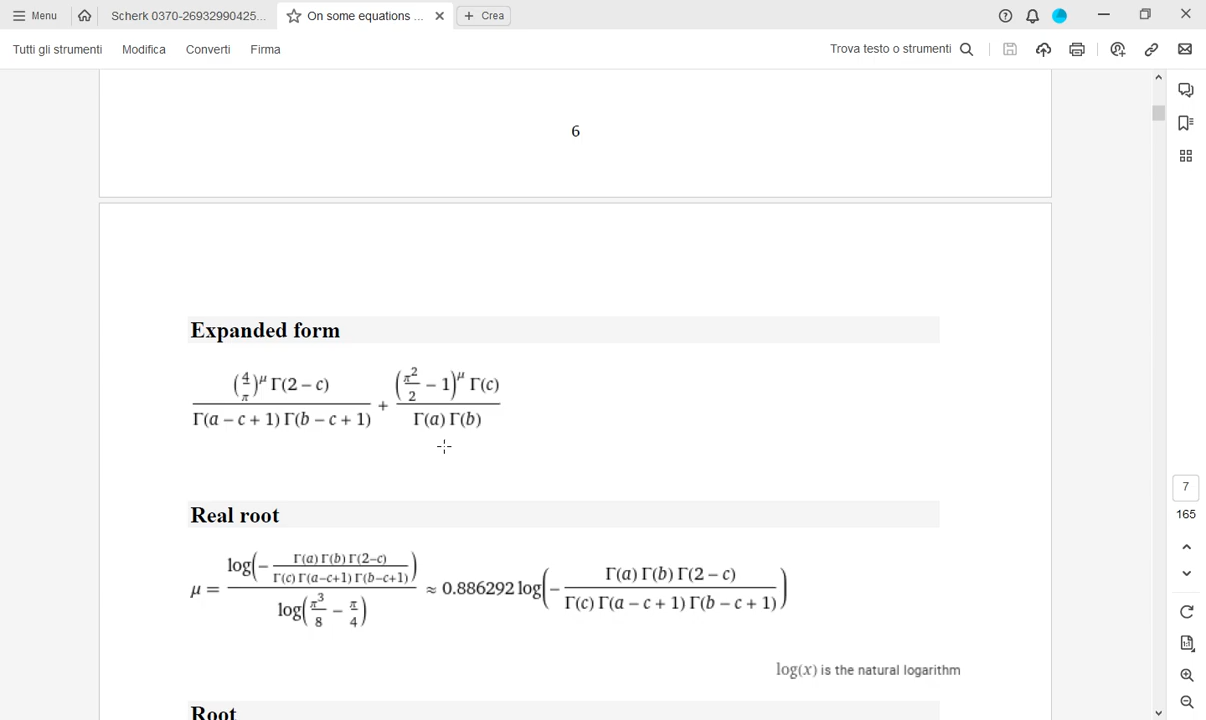 Menu Scherk 0370-26932990425... On some equations ... Crea
Tutti gli strumenti Modifica Converti Firma Trova testo o strumenti
6
Expanded form
(4/π)^μ Γ(2 − c) / Γ(a − c + 1) Γ(b − c + 1) + (π²/2 − 1)^μ Γ(c) / Γ(a) Γ(b)
7
165
Real root
μ = log(− Γ(a) Γ(b) Γ(2−c) / Γ(c) Γ(a−c+1) Γ(b−c+1)) / log(π³/8 − π/4) ≈ 0.886292 log(− Γ(a) Γ(b) Γ(2 − c) / Γ(c) Γ(a − c + 1) Γ(b − c + 1))
log(x) is the natural logarithm
Root